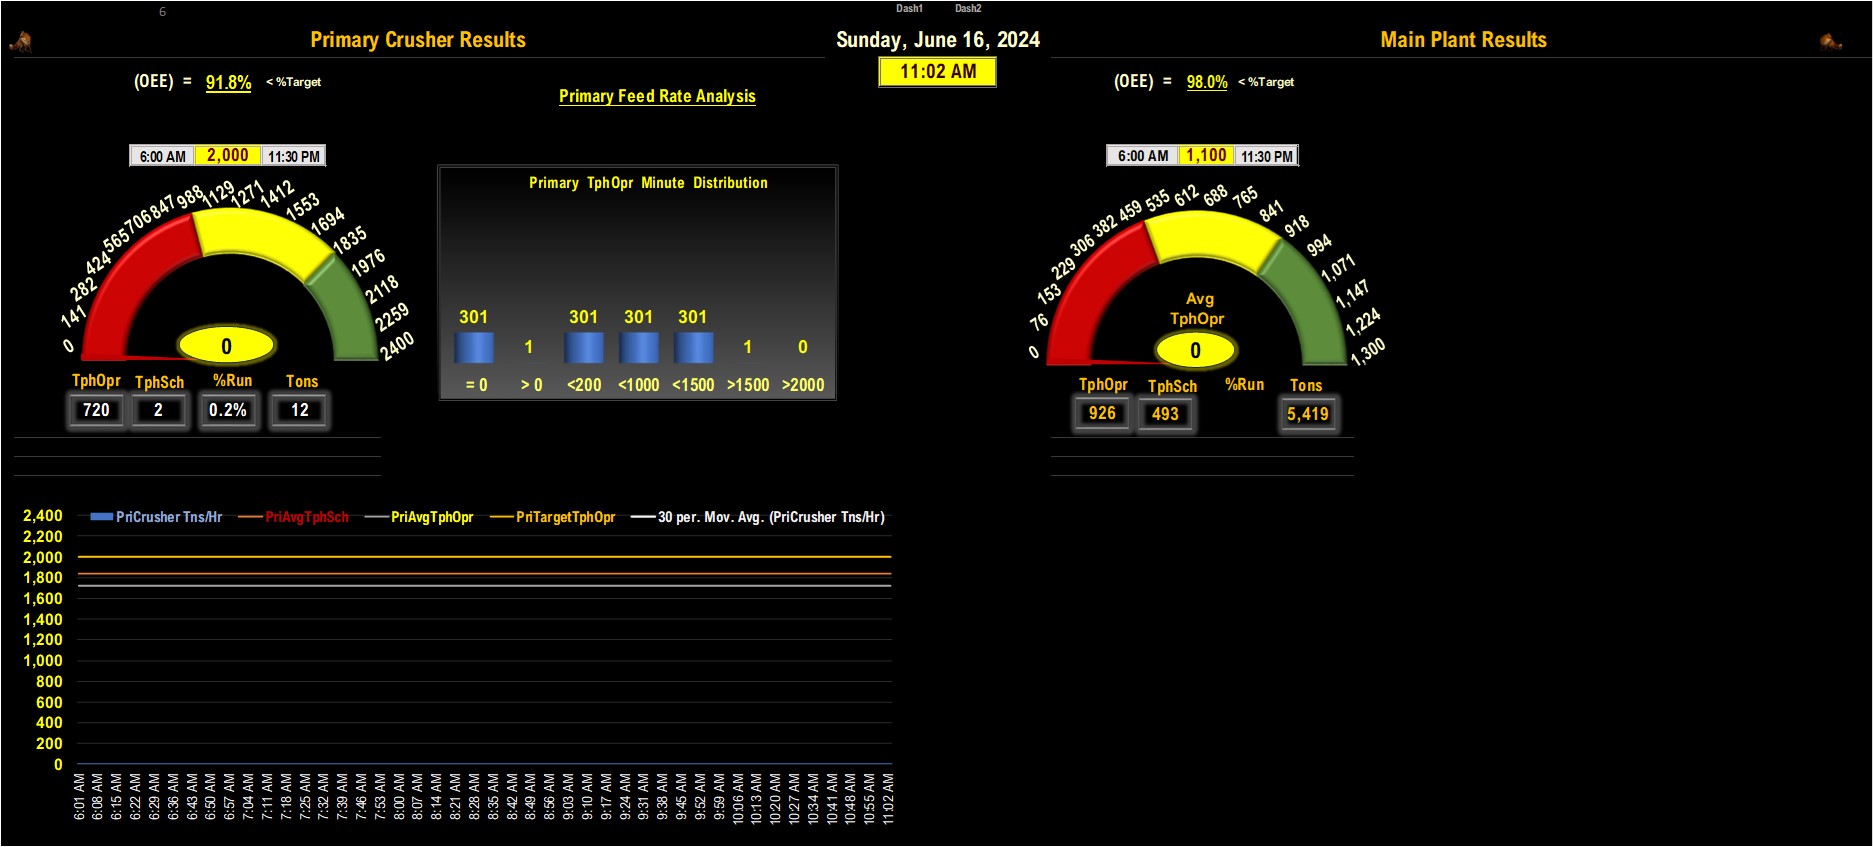 6
Dash1 Dash2
Primary Crusher Results
Sunday, June 16, 2024
Main Plant Results
11:02 AM
(OEE) = 91.8% < %Target
(OEE) = 98.0% < %Target
Primary Feed Rate Analysis
6:00 AM 2,000 11:30 PM
0
141
282
424
565
706
847
988
1129
1271
1412
1553
1694
1835
1976
2118
2259
2400
0
TphOpr TphSch %Run Tons
720 2 0.2% 12
Primary TphOpr Minute Distribution
301 1 301 301 301 1 0
= 0 > 0 <200 <1000 <1500 >1500 >2000
6:00 AM 1,100 11:30 PM
0
76
153
229
306
382
459
535
612
688
765
841
918
994
1,071
1,147
1,224
1,300
Avg
TphOpr
0
TphOpr TphSch %Run Tons
926 493 5,419
PriCrusher Tns/Hr PriAvgTphSch PriAvgTphOpr PriTargetTphOpr 30 per. Mov. Avg. (PriCrusher Tns/Hr)
2,400
2,200
2,000
1,800
1,600
1,400
1,200
1,000
800
600
400
200
0
6:01 AM
6:08 AM
6:15 AM
6:22 AM
6:29 AM
6:36 AM
6:43 AM
6:50 AM
6:57 AM
7:04 AM
7:11 AM
7:18 AM
7:25 AM
7:32 AM
7:39 AM
7:46 AM
7:53 AM
8:00 AM
8:07 AM
8:14 AM
8:21 AM
8:28 AM
8:35 AM
8:42 AM
8:49 AM
8:56 AM
9:03 AM
9:10 AM
9:17 AM
9:24 AM
9:31 AM
9:38 AM
9:45 AM
9:52 AM
9:59 AM
10:06 AM
10:13 AM
10:20 AM
10:27 AM
10:34 AM
10:41 AM
10:48 AM
10:55 AM
11:02 AM